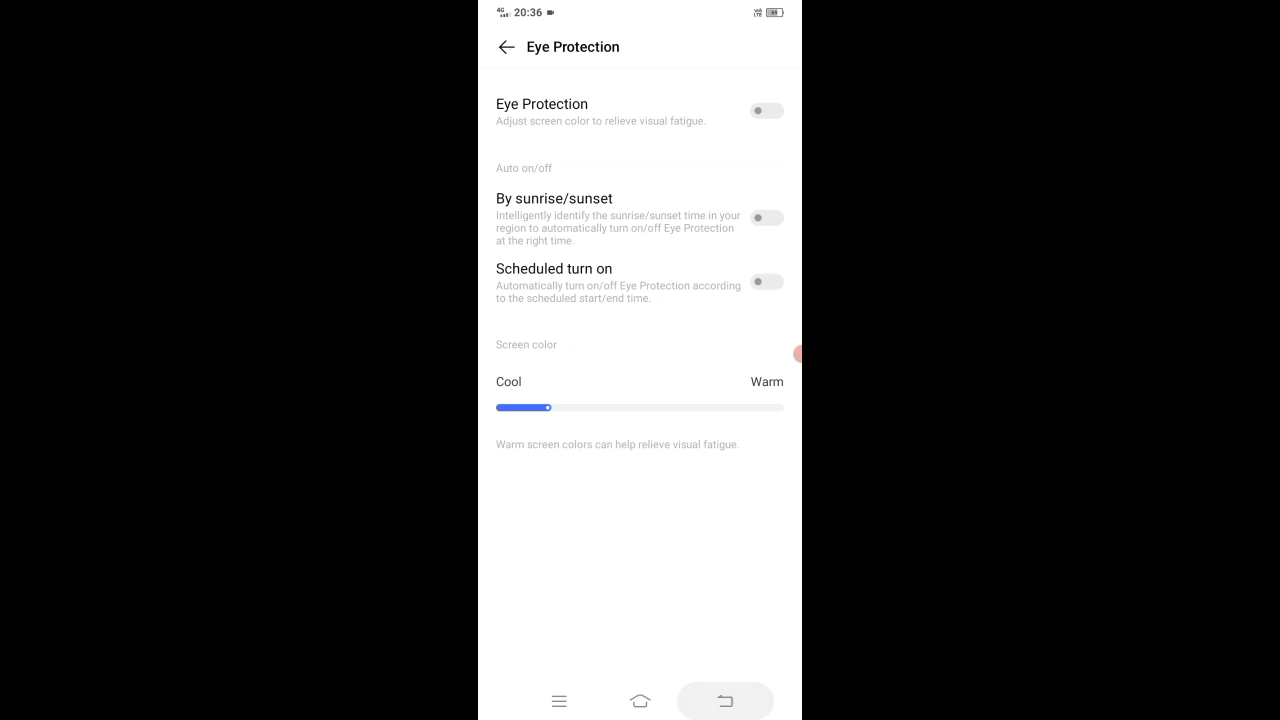 4G 20:36
Eye Protection
Eye Protection
Adjust screen color to relieve visual fatigue.
Auto on/off
By sunrise/sunset
Intelligently identify the sunrise/sunset time in your
region to automatically turn on/off Eye Protection
at the right time.
Scheduled turn on
Automatically turn on/off Eye Protection according
to the scheduled start/end time.
Screen color
Cool Warm
Warm screen colors can help relieve visual fatigue.